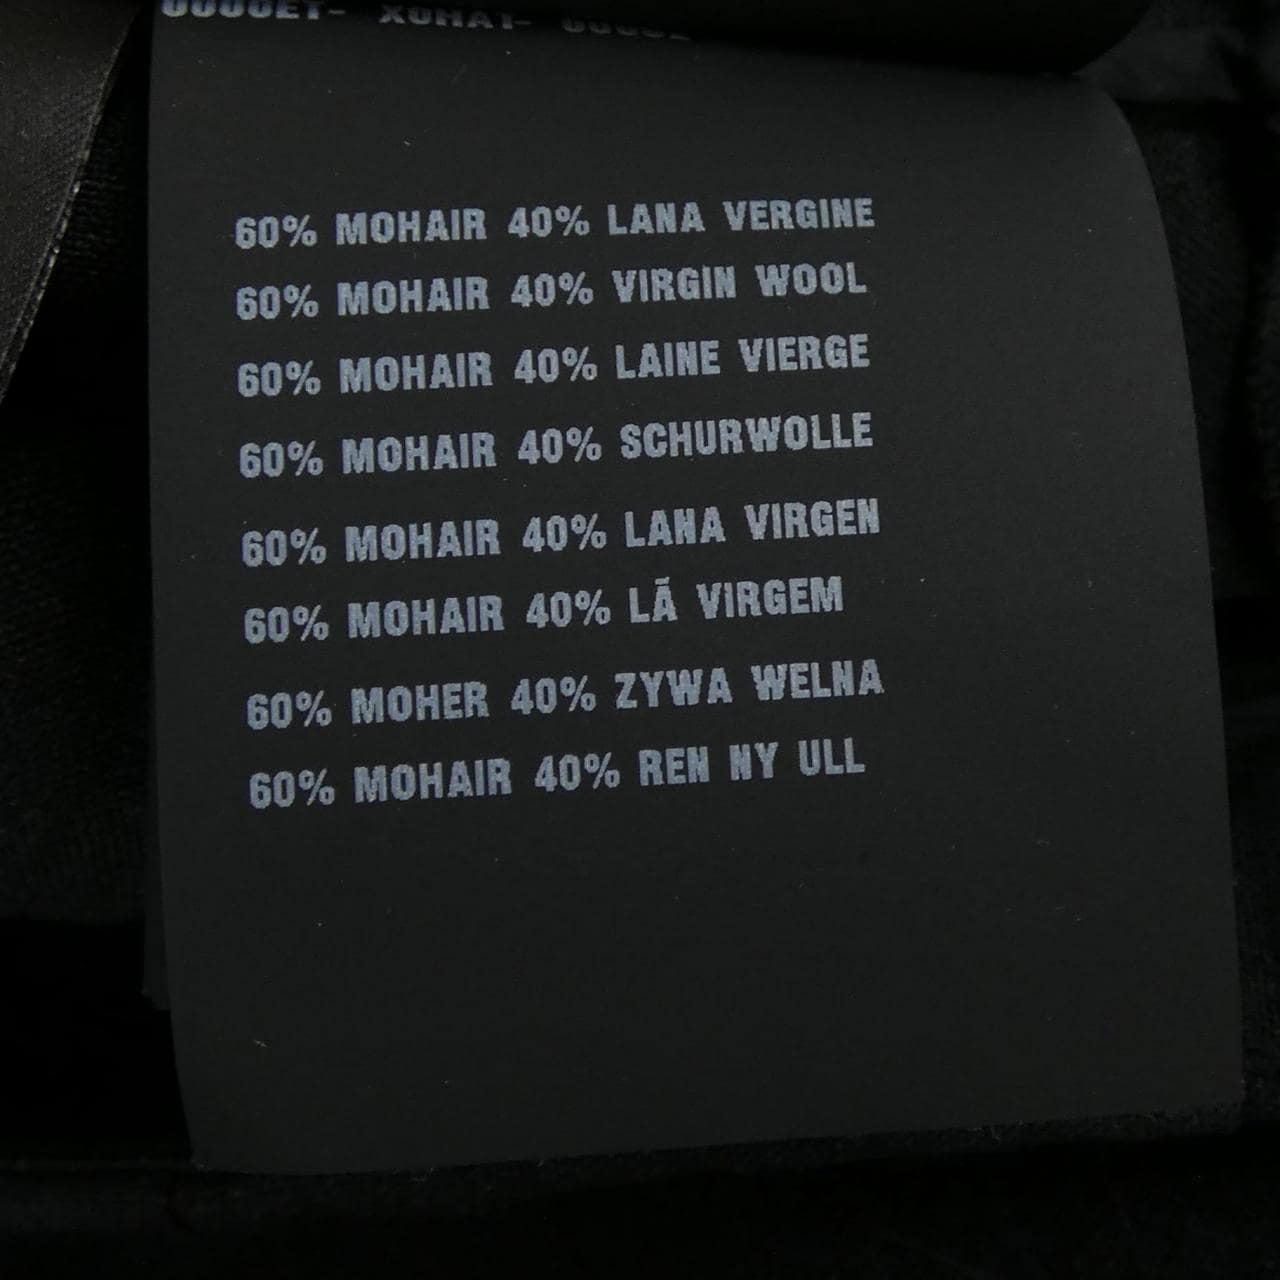 60% MOHAIR 40% LANA VERGINE
60% MOHAIR 40% VIRGIN WOOL
60% MOHAIR 40% LAINE VIERGE
60% MOHAIR 40% SCHURWOLLE
60% MOHAIR 40% LANA VIRGEN
60% MOHAIR 40% LÃ VIRGEM
60% MOHER 40% ZYWA WELNA
60% MOHAIR 40% REN NY ULL